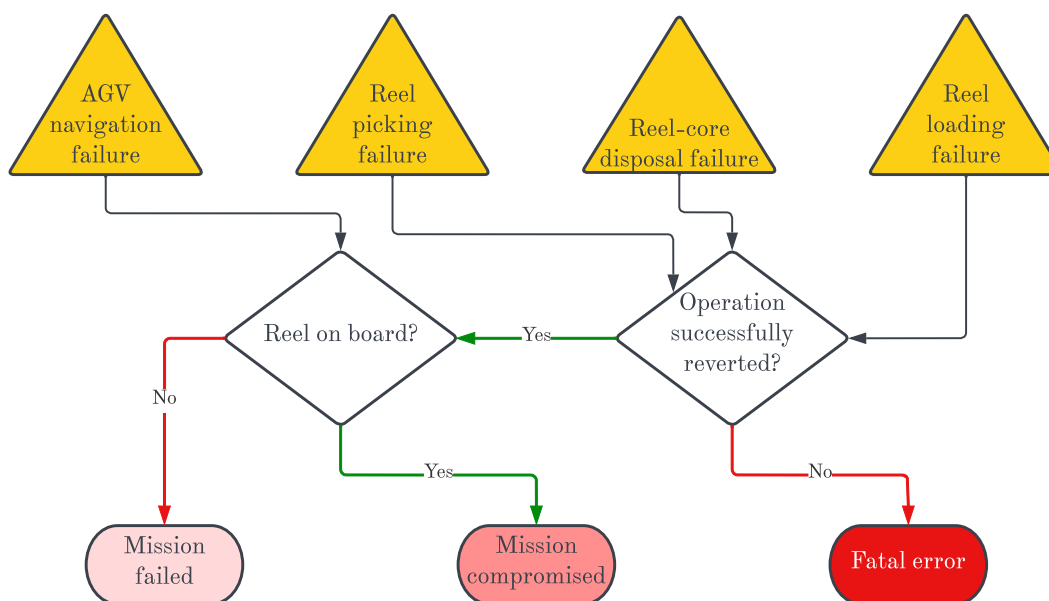 AGV
navigation
failure
Reel
picking
failure
Reel-core
disposal failure
Reel
loading
failure
Reel on board?
Operation
successfully
reverted?
Yes
No
Yes
No
Mission
failed
Mission
compromised
Fatal error